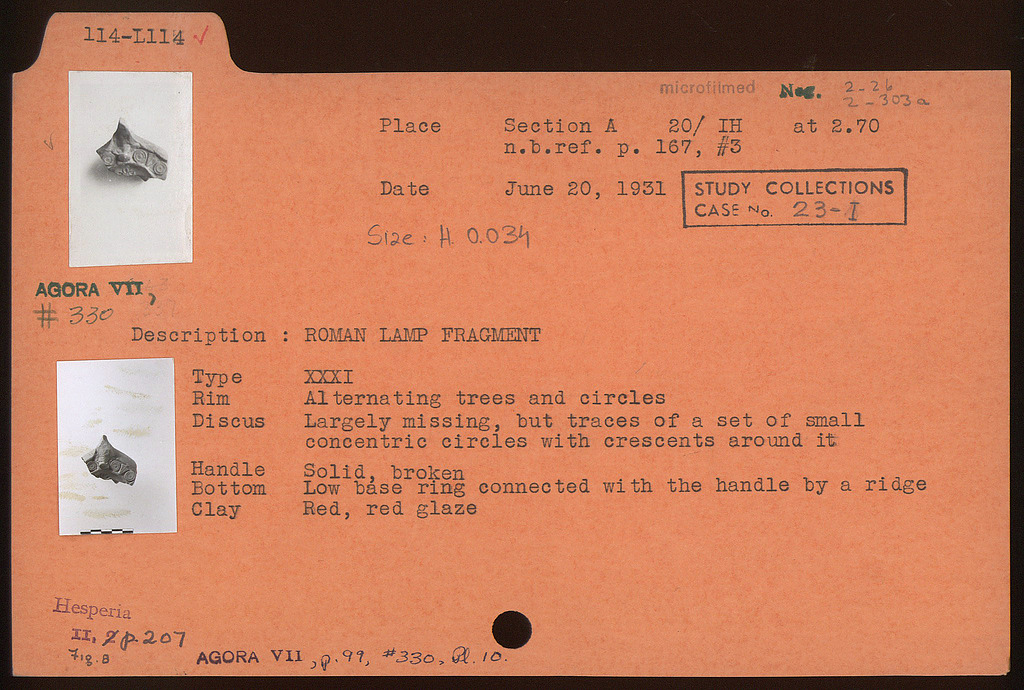 114-L114 ✓
microfilmed Neg. 2-26
2-303a
Place Section A 20/ IH at 2.70
n.b.ref. p. 167, #3
Date June 20, 1931
STUDY COLLECTIONS
CASE No. 23-I
Size: H. 0.034
AGORA VII,
# 330
Description : ROMAN LAMP FRAGMENT
Type XXXI
Rim Alternating trees and circles
Discus Largely missing, but traces of a set of small
concentric circles with crescents around it
Handle Solid, broken
Bottom Low base ring connected with the handle by a ridge
Clay Red, red glaze
Hesperia
II, p. 207
Fig. 8
AGORA VII, p. 99, #330, Pl. 10.